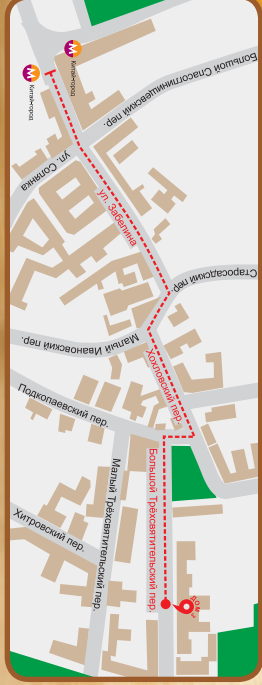 Китай-город
Китай-город
Большой Спасоглинищевский пер.
ул. Солянка
ул. Забелина
Старосадский пер.
Малый Ивановский пер.
Хохловский пер.
Подкопаевский пер.
Большой Трёхсвятительский пер.
Малый Трёхсвятительский пер.
Хитровский пер.